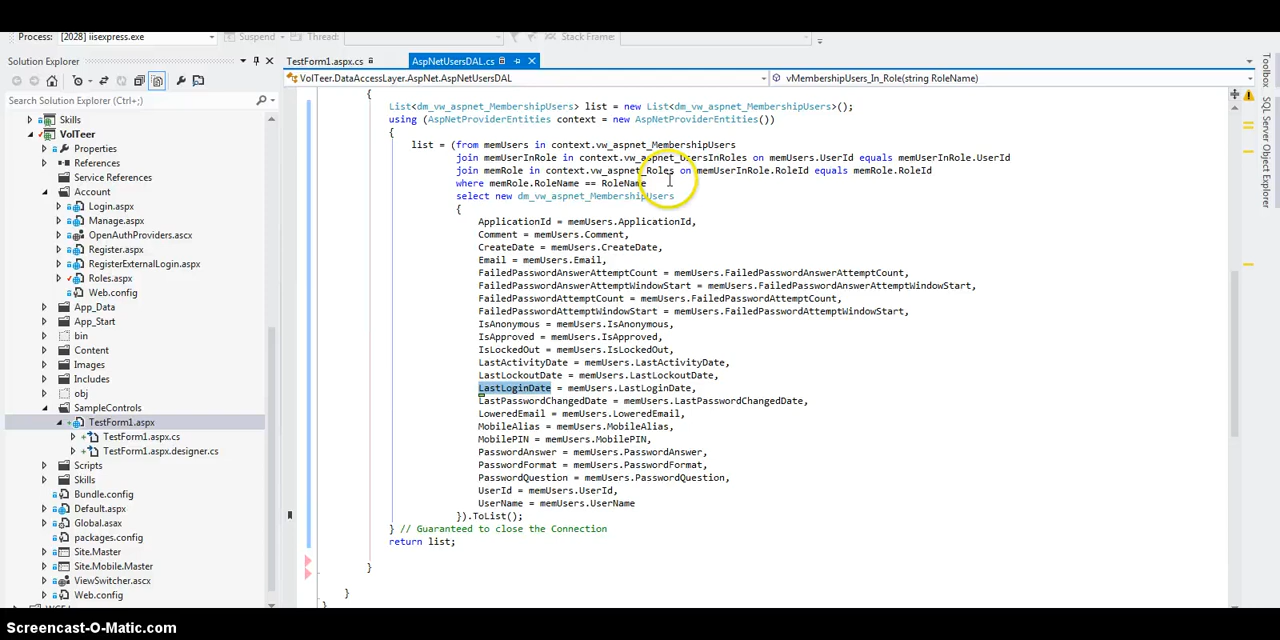 Process: [2028] iisexpress.exe Suspend Thread: Stack Frame:
Solution Explorer
TestForm1.aspx.cs AspNetUsersDAL.cs
VolTeer.DataAccessLayer.AspNet.AspNetUsersDAL vMembershipUsers_In_Role(string RoleName)
Search Solution Explorer (Ctrl+;)
Skills
VolTeer
Properties
References
Service References
Account
Login.aspx
Manage.aspx
OpenAuthProviders.ascx
Register.aspx
RegisterExternalLogin.aspx
Roles.aspx
Web.config
App_Data
App_Start
bin
Content
Images
Includes
obj
SampleControls
TestForm1.aspx
TestForm1.aspx.cs
TestForm1.aspx.designer.cs
Scripts
Skills
Bundle.config
Default.aspx
Global.asax
packages.config
Site.Master
Site.Mobile.Master
ViewSwitcher.ascx
Web.config
{
List<dm_vw_aspnet_MembershipUsers> list = new List<dm_vw_aspnet_MembershipUsers>();
using (AspNetProviderEntities context = new AspNetProviderEntities())
{
list = (from memUsers in context.vw_aspnet_MembershipUsers
join memUserInRole in context.vw_aspnet_UsersInRoles on memUsers.UserId equals memUserInRole.UserId
join memRole in context.vw_aspnet_Roles on memUserInRole.RoleId equals memRole.RoleId
where memRole.RoleName == RoleName
select new dm_vw_aspnet_MembershipUsers
{
ApplicationId = memUsers.ApplicationId,
Comment = memUsers.Comment,
CreateDate = memUsers.CreateDate,
Email = memUsers.Email,
FailedPasswordAnswerAttemptCount = memUsers.FailedPasswordAnswerAttemptCount,
FailedPasswordAnswerAttemptWindowStart = memUsers.FailedPasswordAnswerAttemptWindowStart,
FailedPasswordAttemptCount = memUsers.FailedPasswordAttemptCount,
FailedPasswordAttemptWindowStart = memUsers.FailedPasswordAttemptWindowStart,
IsAnonymous = memUsers.IsAnonymous,
IsApproved = memUsers.IsApproved,
IsLockedOut = memUsers.IsLockedOut,
LastActivityDate = memUsers.LastActivityDate,
LastLockoutDate = memUsers.LastLockoutDate,
LastLoginDate = memUsers.LastLoginDate,
LastPasswordChangedDate = memUsers.LastPasswordChangedDate,
LoweredEmail = memUsers.LoweredEmail,
MobileAlias = memUsers.MobileAlias,
MobilePIN = memUsers.MobilePIN,
PasswordAnswer = memUsers.PasswordAnswer,
PasswordFormat = memUsers.PasswordFormat,
PasswordQuestion = memUsers.PasswordQuestion,
UserId = memUsers.UserId,
UserName = memUsers.UserName
}).ToList();
} // Guaranteed to close the Connection
return list;
}
}
Toolbox
SQL Server Object Explorer
Screencast-O-Matic.com